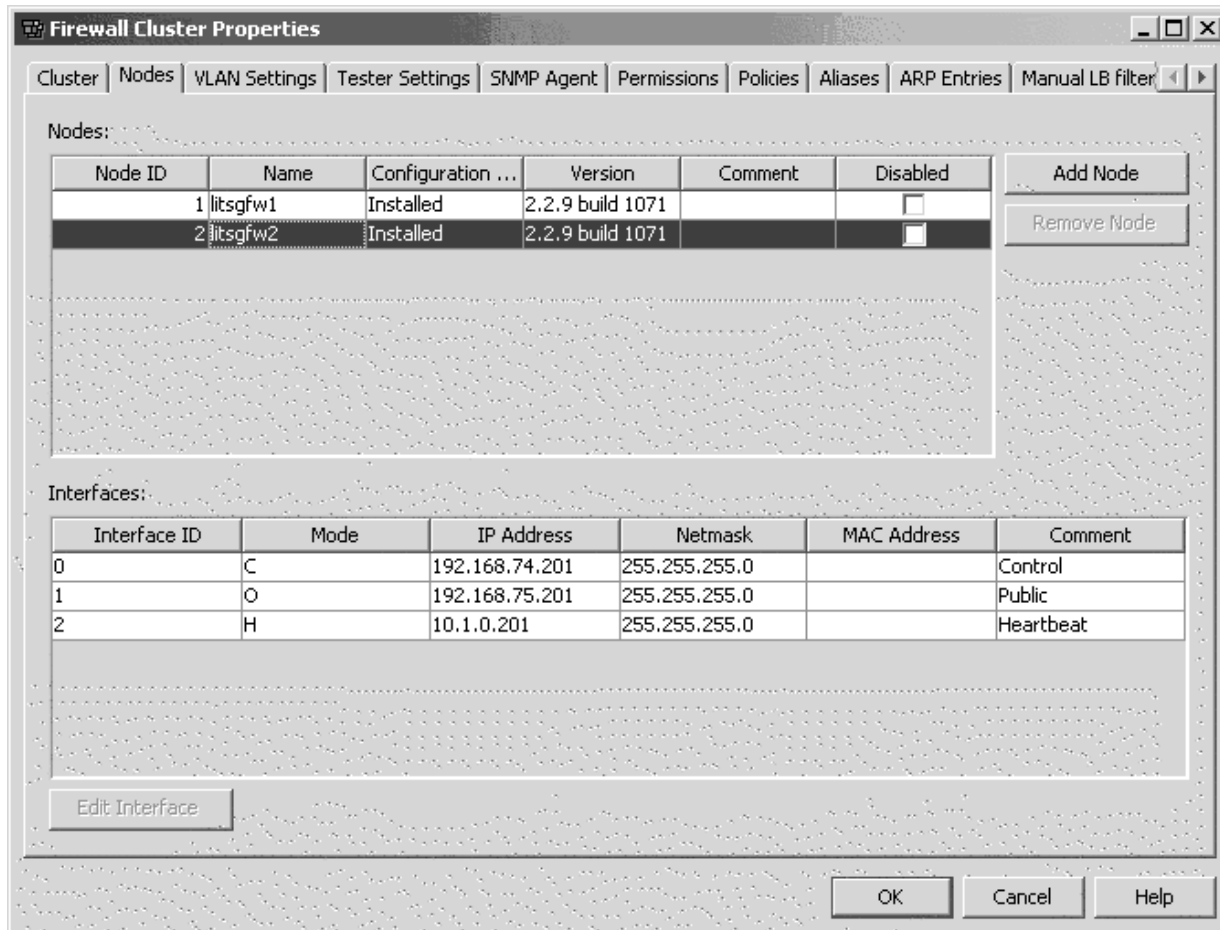 Firewall Cluster Properties
Cluster Nodes VLAN Settings Tester Settings SNMP Agent Permissions Policies Aliases ARP Entries Manual LB filter
Nodes:
Node ID Name Configuration ... Version Comment Disabled
1 litsgfw1 Installed 2.2.9 build 1071
2 litsgfw2 Installed 2.2.9 build 1071
Add Node
Remove Node
Interfaces:
Interface ID Mode IP Address Netmask MAC Address Comment
0 C 192.168.74.201 255.255.255.0 Control
1 O 192.168.75.201 255.255.255.0 Public
2 H 10.1.0.201 255.255.255.0 Heartbeat
Edit Interface
OK Cancel Help